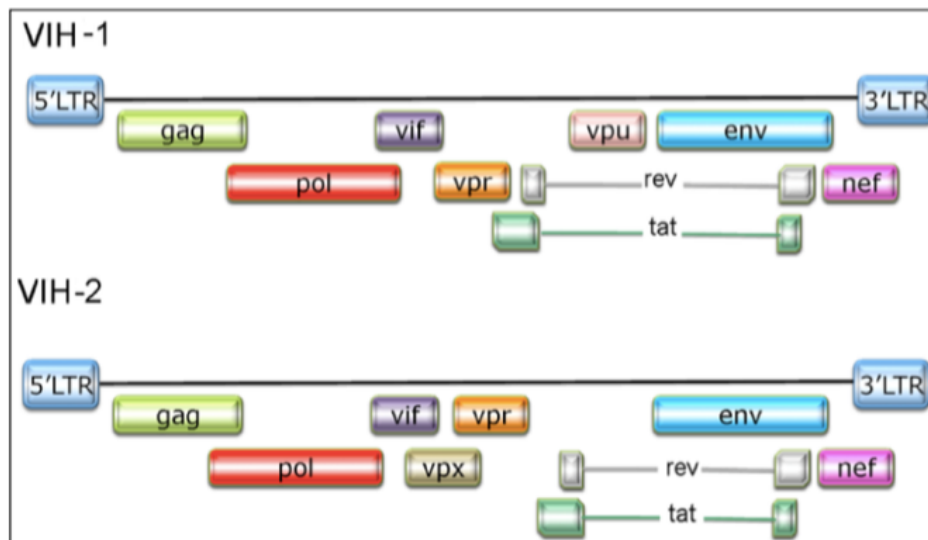 VIH-1
5'LTR 3'LTR
gag vif vpu env
pol vpr rev nef
tat
VIH-2
5'LTR 3'LTR
gag vif vpr env
pol vpx rev nef
tat